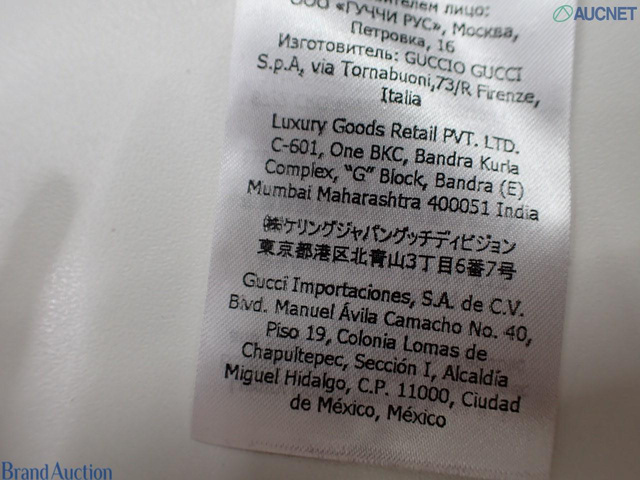 AUCNET
лицо:
ООО «ГУЧЧИ РУС», Москва,
Петровка, 16
Изготовитель: GUCCIO GUCCI
S.p.A, via Tornabuoni,73/R Firenze,
Italia
Luxury Goods Retail PVT. LTD.
C-601, One BKC, Bandra Kurla
Complex, "G" Block, Bandra (E)
Mumbai Maharashtra 400051 India
㈱ケリングジャパングッチディビジョン
東京都港区北青山3丁目6番7号
Gucci Importaciones, S.A. de C.V.
Blvd. Manuel Ávila Camacho No. 40,
Piso 19, Colonia Lomas de
Chapultepec, Sección I, Alcaldía
Miguel Hidalgo, C.P. 11000, Ciudad
de México, México
Brand Auction